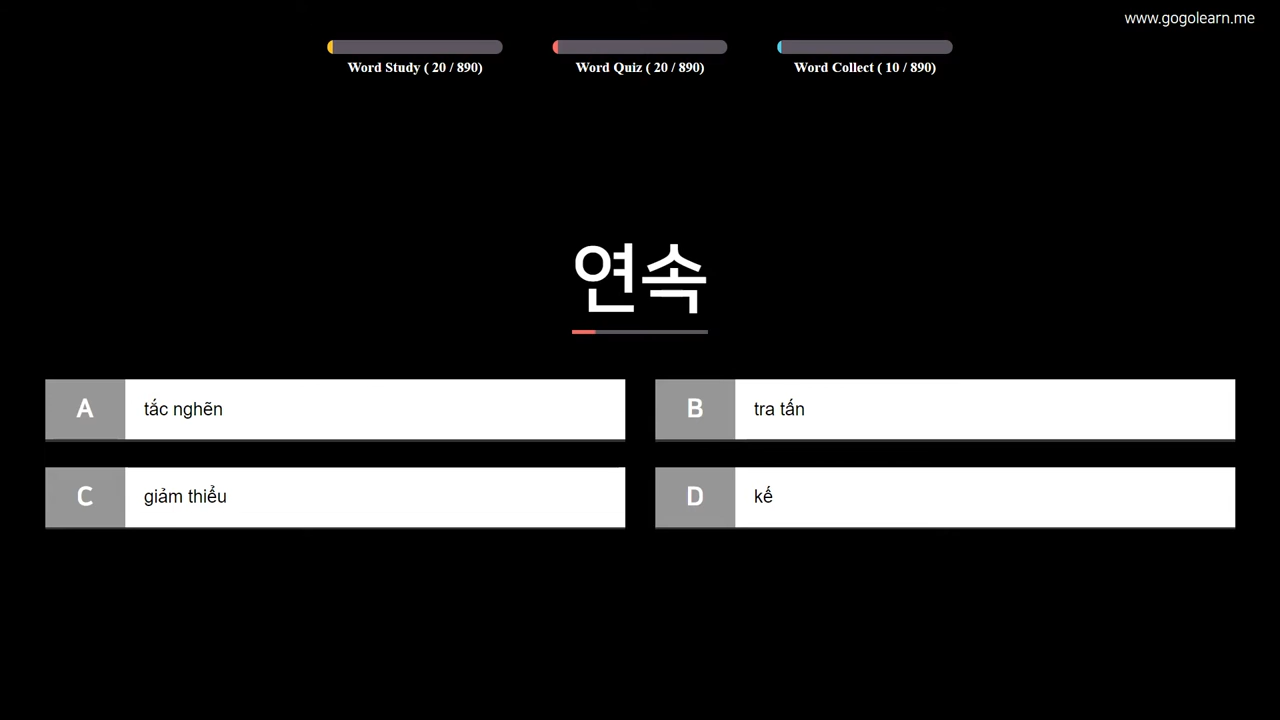 www.gogolearn.me
Word Study ( 20 / 890)
Word Quiz ( 20 / 890)
Word Collect ( 10 / 890)
연속
A tắc nghẽn
B tra tấn
C giảm thiểu
D kế